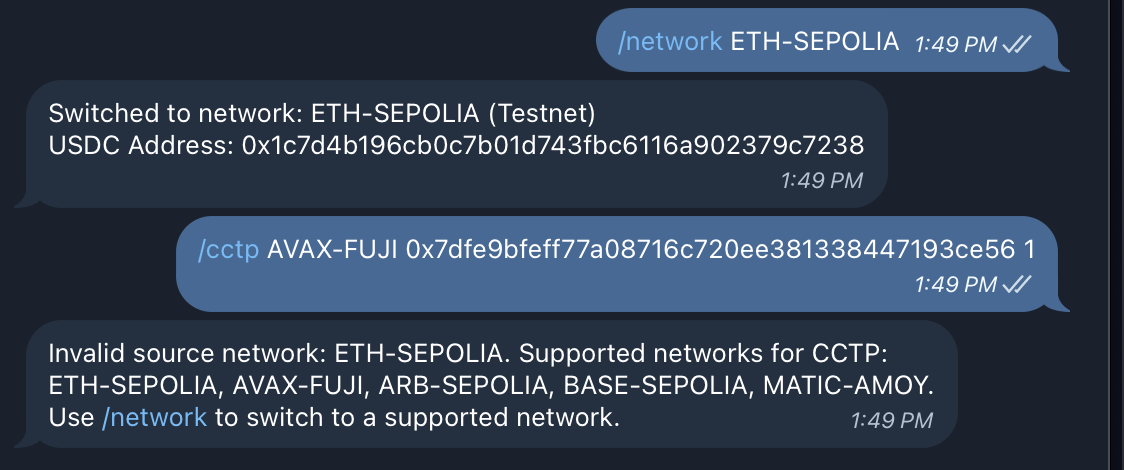 /network ETH-SEPOLIA 1:49 PM
Switched to network: ETH-SEPOLIA (Testnet)
USDC Address: 0x1c7d4b196cb0c7b01d743fbc6116a902379c7238
1:49 PM
/cctp AVAX-FUJI 0x7dfe9bfeff77a08716c720ee381338447193ce56 1
1:49 PM
Invalid source network: ETH-SEPOLIA. Supported networks for CCTP:
ETH-SEPOLIA, AVAX-FUJI, ARB-SEPOLIA, BASE-SEPOLIA, MATIC-AMOY.
Use /network to switch to a supported network. 1:49 PM